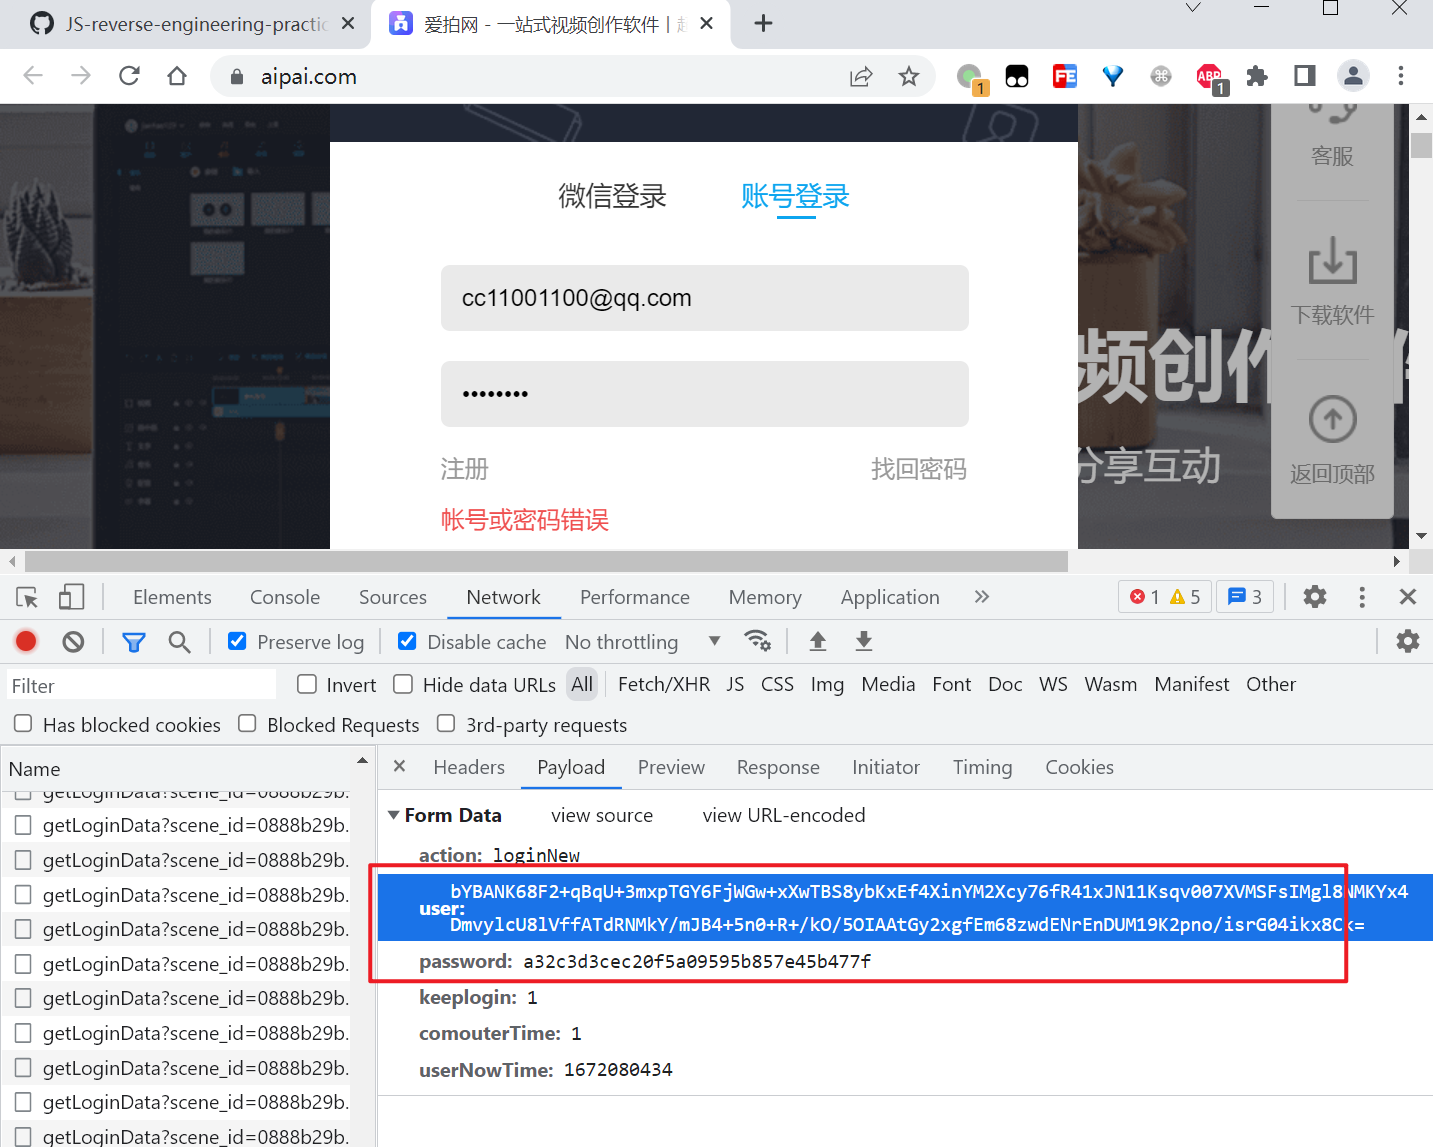 JS-reverse-engineering-practic
爱拍网 - 一站式视频创作软件 |
aipai.com
1
FE
ABP
1
微信登录
账号登录
cc11001100@qq.com
••••••••
注册
找回密码
帐号或密码错误
频创作
分享互动
客服
下载软件
返回顶部
Elements
Console
Sources
Network
Performance
Memory
Application
1
5
3
Preserve log
Disable cache
No throttling
Filter
Invert
Hide data URLs
All
Fetch/XHR
JS
CSS
Img
Media
Font
Doc
WS
Wasm
Manifest
Other
Has blocked cookies
Blocked Requests
3rd-party requests
Name
getLoginData?scene_id=0888b29b.
getLoginData?scene_id=0888b29b.
getLoginData?scene_id=0888b29b.
getLoginData?scene_id=0888b29b.
getLoginData?scene_id=0888b29b.
getLoginData?scene_id=0888b29b.
getLoginData?scene_id=0888b29b.
getLoginData?scene_id=0888b29b.
getLoginData?scene_id=0888b29b.
getLoginData?scene_id=0888b29b.
getLoginData?scene_id=0888b29b.
Headers
Payload
Preview
Response
Initiator
Timing
Cookies
Form Data
view source
view URL-encoded
action: loginNew
user: bYBANK68F2+qBqU+3mxpTGY6FjWGw+xXwTBS8ybKxEf4XinYM2Xcy76fR41xJN11Ksqv007XVMSFsIMgl8NMKYx4
DmvylcU8lVffATdRNMkY/mJB4+5n0+R+/kO/5OIAAtGy2xgfEm68zwdENrEnDUM19K2pno/isrG04ikx8Ck=
password: a32c3d3cec20f5a09595b857e45b477f
keeplogin: 1
comouterTime: 1
userNowTime: 1672080434